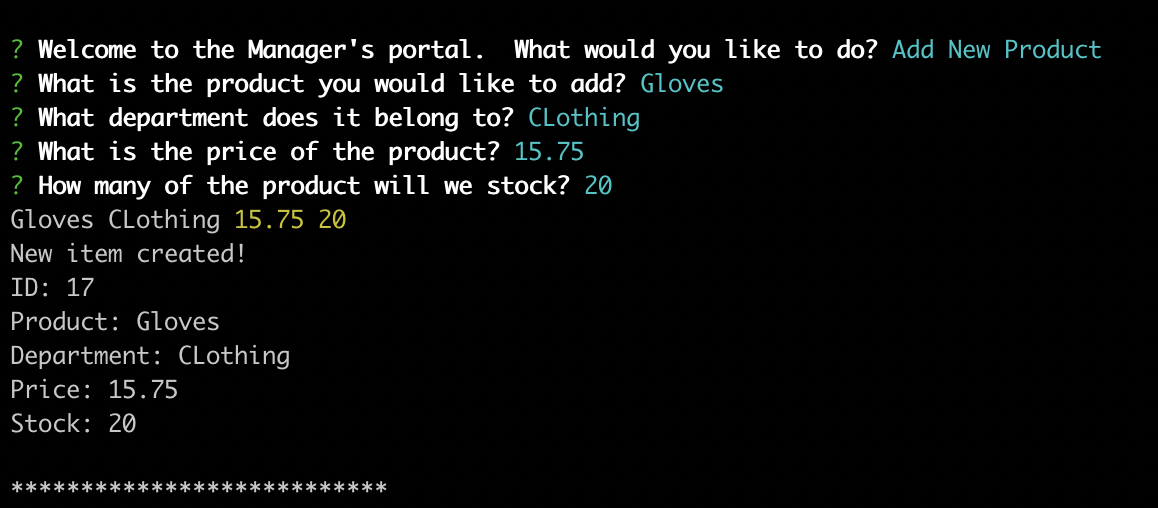 ? Welcome to the Manager's portal.  What would you like to do? Add New Product
? What is the product you would like to add? Gloves
? What department does it belong to? CLothing
? What is the price of the product? 15.75
? How many of the product will we stock? 20
Gloves CLothing 15.75 20
New item created!
ID: 17
Product: Gloves
Department: CLothing
Price: 15.75
Stock: 20
***************************